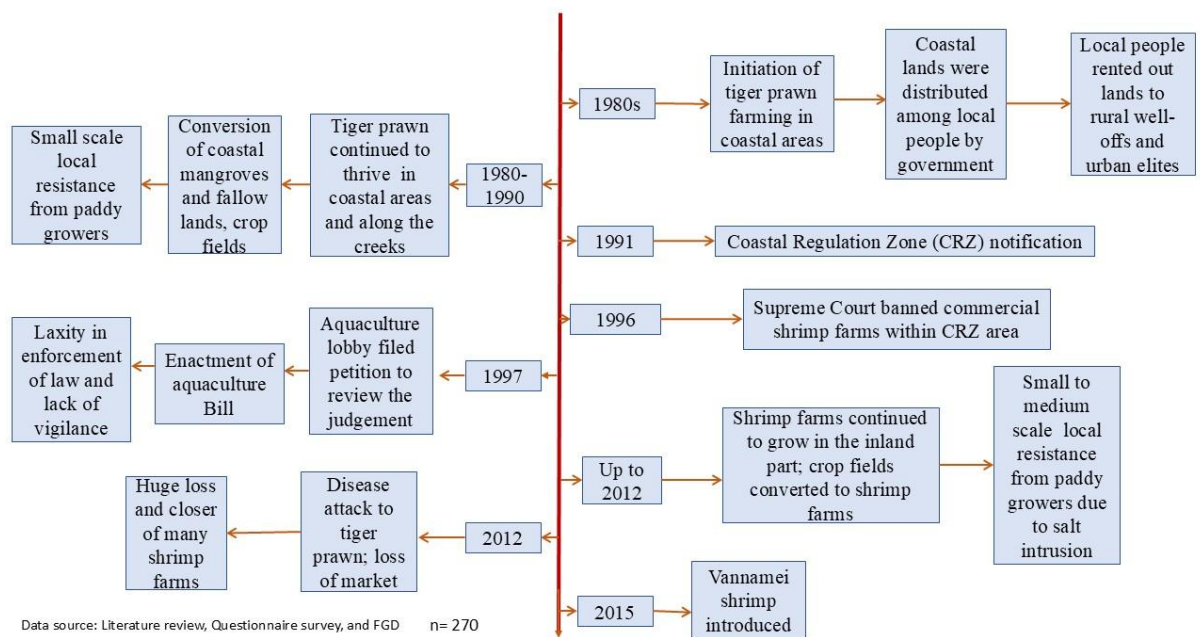 1980s
Initiation of
tiger prawn
farming in
coastal areas
Coastal
lands were
distributed
among local
people by
government
Local people
rented out
lands to
rural well-
offs and
urban elites
1980-
1990
Tiger prawn
continued to
thrive in
coastal areas
and along the
creeks
Conversion
of coastal
mangroves
and fallow
lands, crop
fields
Small scale
local
resistance
from paddy
growers
1991
Coastal Regulation Zone (CRZ) notification
1996
Supreme Court banned commercial
shrimp farms within CRZ area
1997
Aquaculture
lobby filed
petition to
review the
judgement
Enactment of
aquaculture
Bill
Laxity in
enforcement
of law and
lack of
vigilance
Up to
2012
Shrimp farms continued
to grow in the inland
part; crop fields
converted to shrimp
farms
Small to
medium
scale local
resistance
from paddy
growers due
to salt
intrusion
2012
Disease
attack to
tiger prawn;
loss of
market
Huge loss
and closer
of many
shrimp
farms
2015
Vannamei
shrimp
introduced
Data source: Literature review, Questionnaire survey, and FGD n= 270